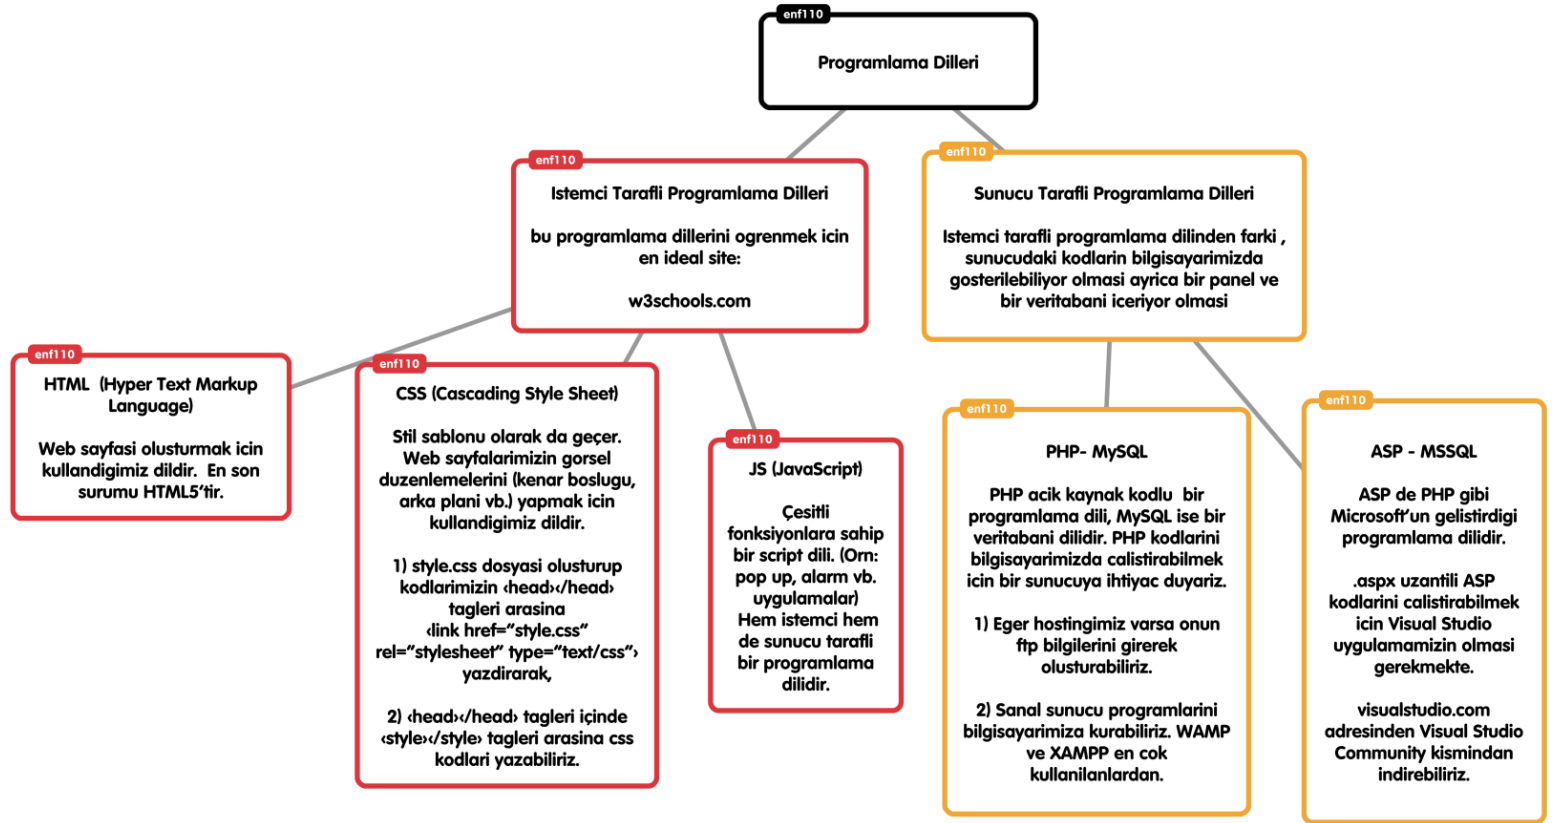 enf110
Programlama Dilleri
enf110
Istemci Tarafli Programlama Dilleri
bu programlama dillerini ogrenmek icin
en ideal site:
w3schools.com
enf110
Sunucu Tarafli Programlama Dilleri
Istemci tarafli programlama dilinden farki ,
sunucudaki kodlarin bilgisayarimizda
gosterilebiliyor olmasi ayrica bir panel ve
bir veritabani iceriyor olmasi
enf110
HTML  (Hyper Text Markup
Language)
Web sayfasi olusturmak icin
kullandigimiz dildir.  En son
surumu HTML5'tir.
enf110
CSS (Cascading Style Sheet)
Stil sablonu olarak da geçer.
Web sayfalarimizin gorsel
duzenlemelerini (kenar boslugu,
arka plani vb.) yapmak icin
kullandigimiz dildir.
1) style.css dosyasi olusturup
kodlarimizin ‹head›‹/head›
tagleri arasina
‹link href="style.css"
rel="stylesheet" type="text/css"›
yazdirarak,
2) ‹head›‹/head› tagleri içinde
‹style›‹/style› tagleri arasina css
kodlari yazabiliriz.
enf110
JS (JavaScript)
Çesitli
fonksiyonlara sahip
bir script dili. (Orn:
pop up, alarm vb.
uygulamalar)
Hem istemci hem
de sunucu tarafli
bir programlama
dilidir.
enf110
PHP- MySQL
PHP acik kaynak kodlu  bir
programlama dili, MySQL ise bir
veritabani dilidir. PHP kodlarini
bilgisayarimizda calistirabilmek
icin bir sunucuya ihtiyac duyariz.
1) Eger hostingimiz varsa onun
ftp bilgilerini girerek
olusturabiliriz.
2) Sanal sunucu programlarini
bilgisayarimiza kurabiliriz. WAMP
ve XAMPP en cok
kullanilanlardan.
enf110
ASP - MSSQL
ASP de PHP gibi
Microsoft'un gelistirdigi
programlama dilidir.
.aspx uzantili ASP
kodlarini calistirabilmek
icin Visual Studio
uygulamamizin olmasi
gerekmekte.
visualstudio.com
adresinden Visual Studio
Community kismindan
indirebiliriz.